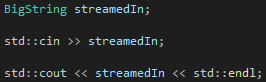 BigString streamedIn;
std::cin >> streamedIn;
std::cout << streamedIn << std::endl;